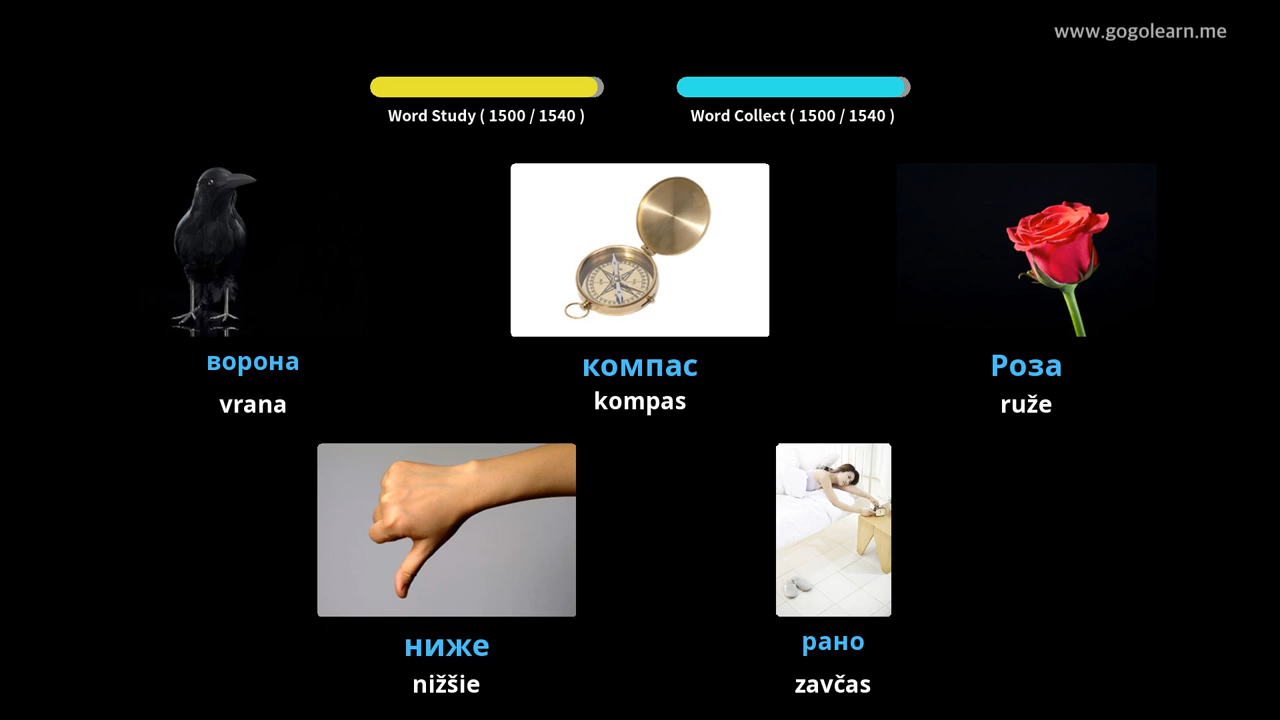 www.gogolearn.me
Word Study ( 1500 / 1540 )
Word Collect ( 1500 / 1540 )
ворона
vrana
компас
kompas
Роза
ruže
ниже
nižšie
рано
zavčas